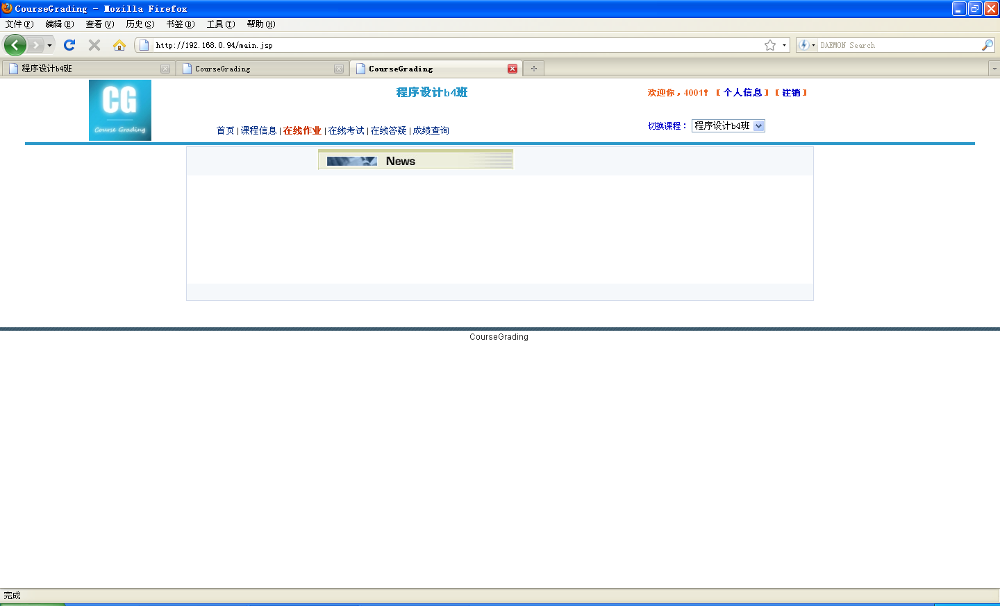 CourseGrading - Mozilla Firefox
文件(F) 编辑(E) 查看(V) 历史(S) 书签(B) 工具(T) 帮助(H)
http://192.168.0.94/main.jsp
DAEMON Search
程序设计b4班
CourseGrading
CourseGrading
CG
Course Grading
程序设计b4班
欢迎你，4001！ 【个人信息】 【注销】
首页 | 课程信息 | 在线作业 | 在线考试 | 在线答疑 | 成绩查询
切换课程： 程序设计b4班
News
CourseGrading
完成